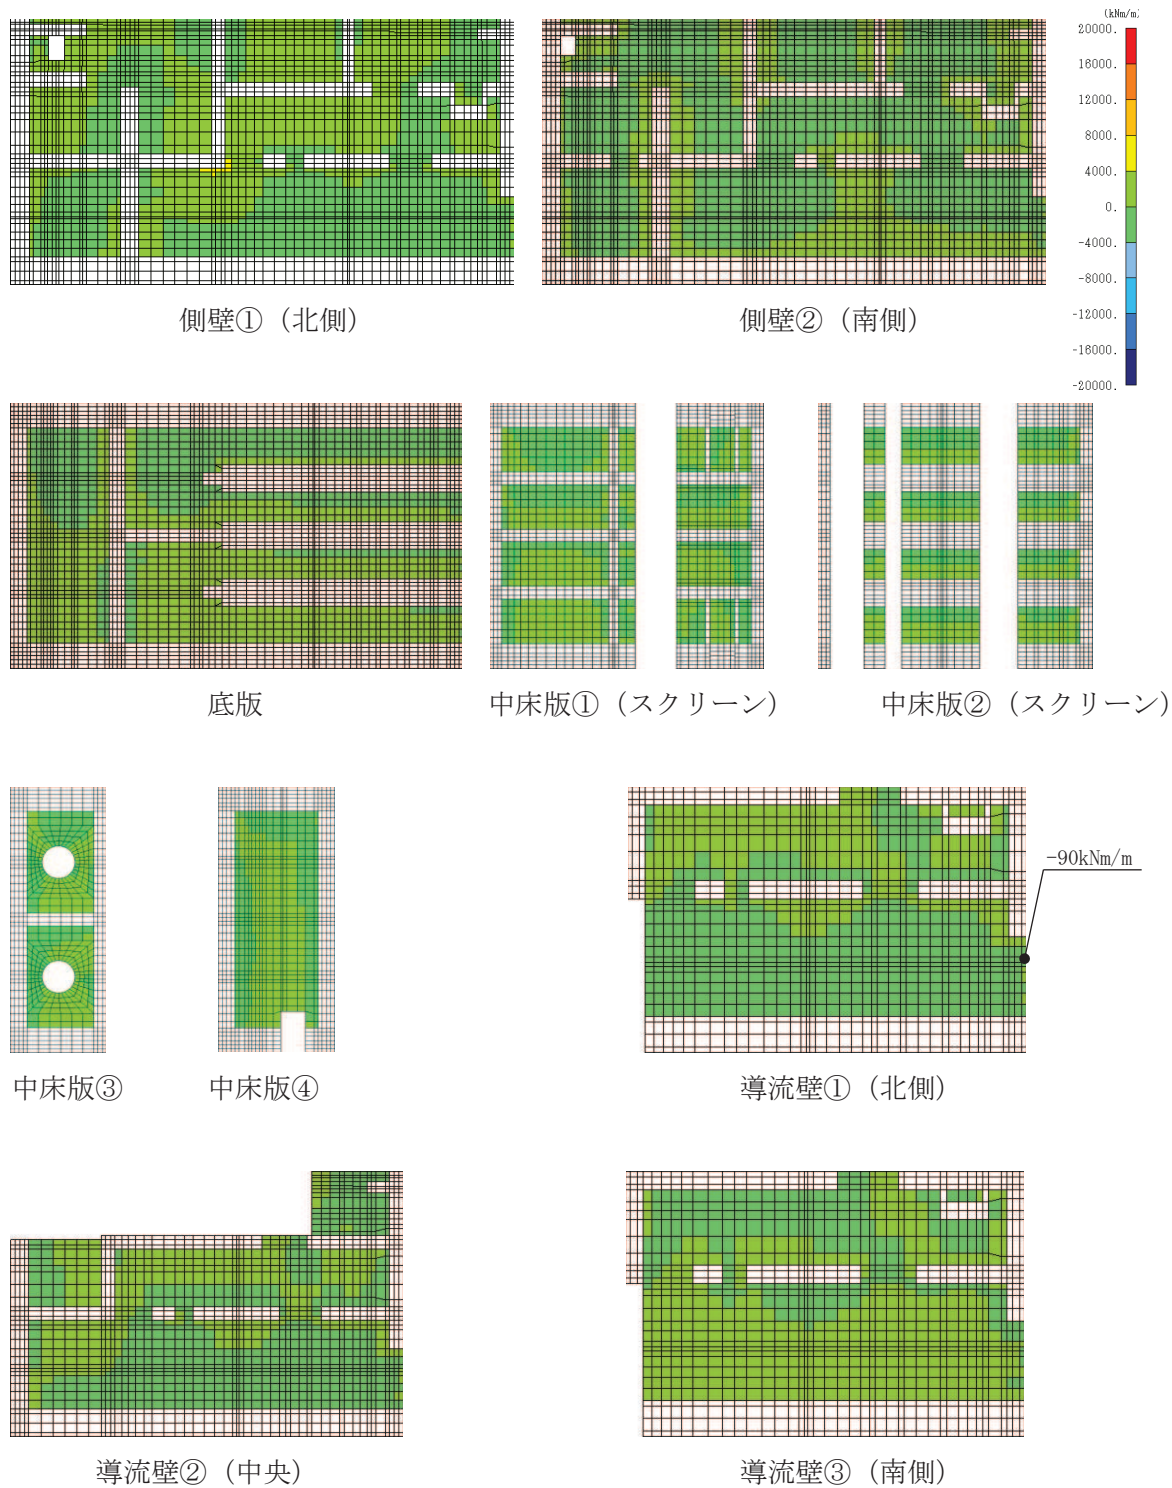 (kNm/m)
20000.
16000.
12000.
8000.
4000.
0.
-4000.
-8000.
-12000.
-16000.
-20000.
側壁①（北側）
側壁②（南側）
底版
中床版①（スクリーン）
中床版②（スクリーン）
-90kNm/m
中床版③
中床版④
導流壁①（北側）
導流壁②（中央）
導流壁③（南側）